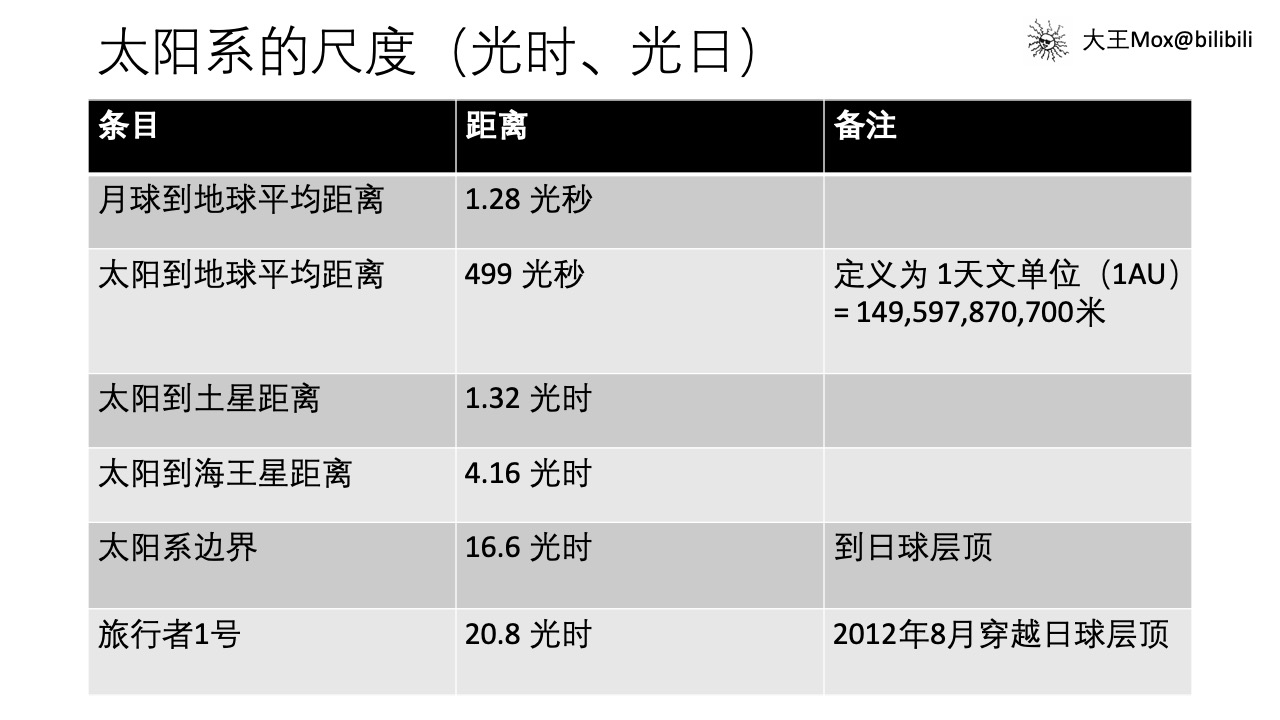 太阳系的尺度（光时、光日）
大王Mox@bilibili
条目 距离 备注
月球到地球平均距离 1.28 光秒
太阳到地球平均距离 499 光秒 定义为 1天文单位（1AU）
= 149,597,870,700米
太阳到土星距离 1.32 光时
太阳到海王星距离 4.16 光时
太阳系边界 16.6 光时 到日球层顶
旅行者1号 20.8 光时 2012年8月穿越日球层顶